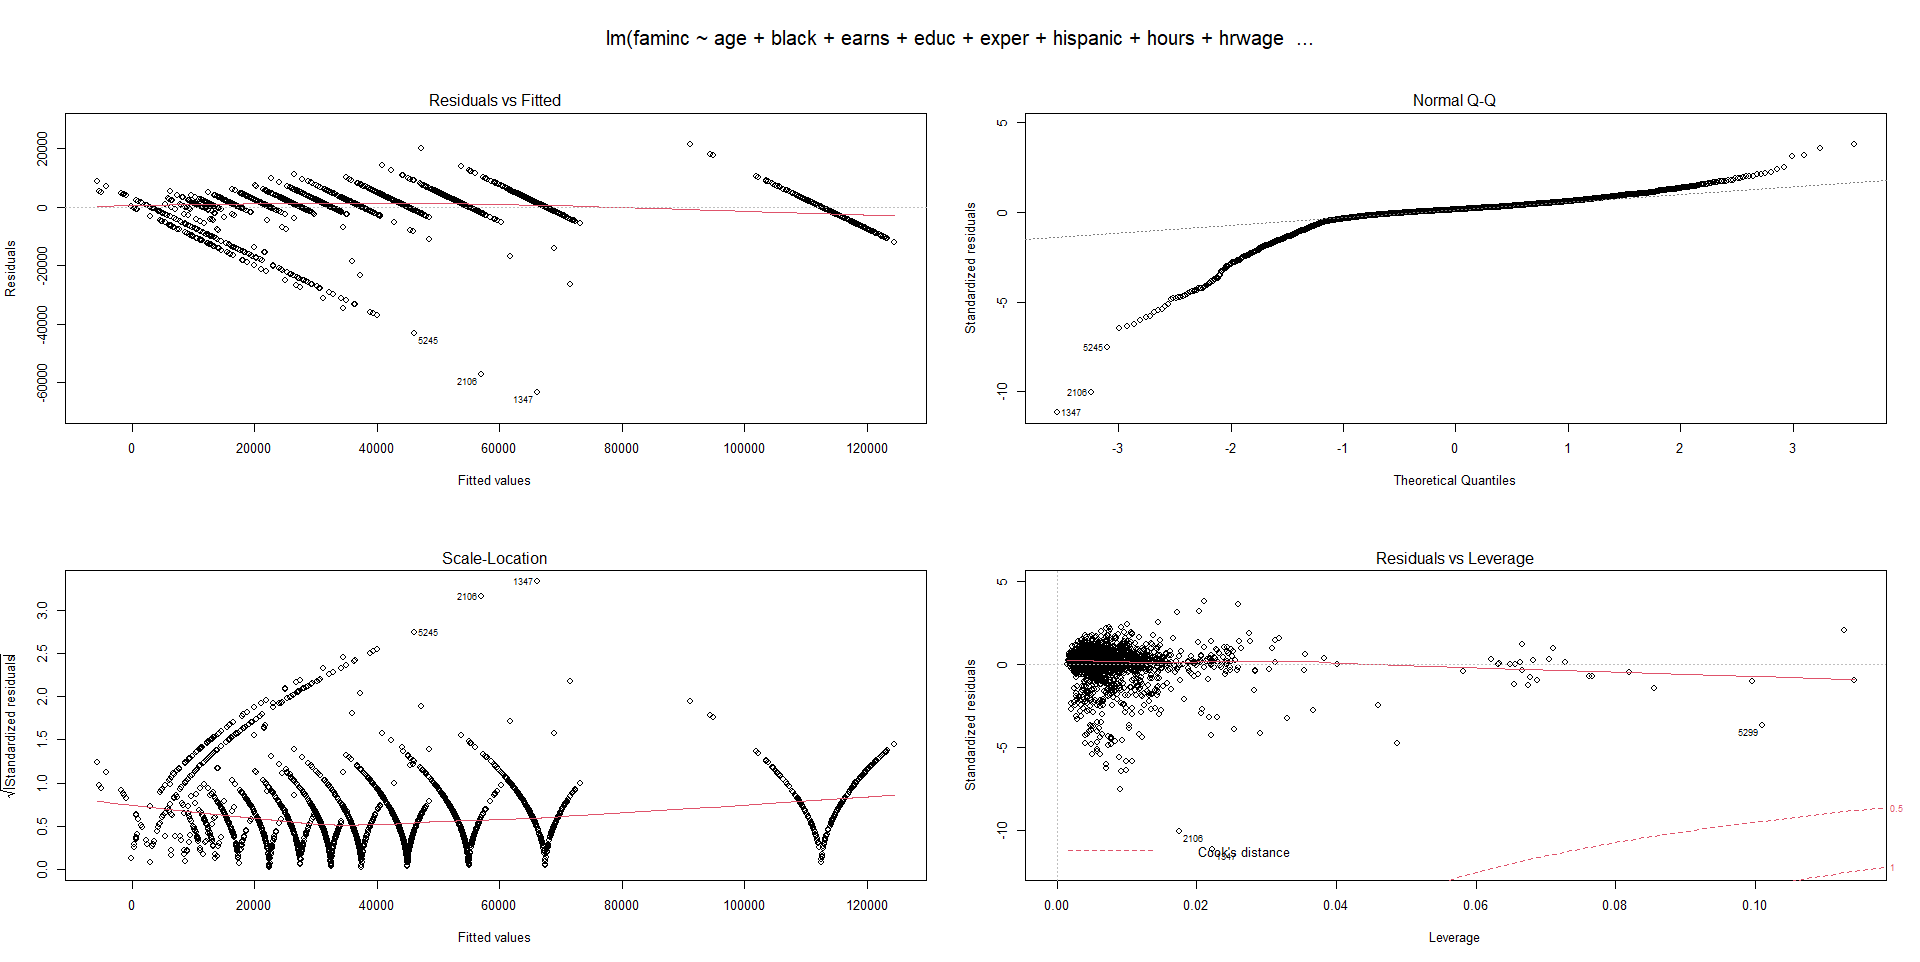 lm(faminc ~ age + black + earns + educ + exper + hispanic + hours + hrwage ...
Residuals vs Fitted
Residuals
20000
0
-20000
-40000
-60000
5245
2106
1347
0 20000 40000 60000 80000 100000 120000
Fitted values
Normal Q-Q
Standardized residuals
5
0
-5
-10
5245
2106
1347
-3 -2 -1 0 1 2 3
Theoretical Quantiles
Scale-Location
√|Standardized residuals|
3.0
2.5
2.0
1.5
1.0
0.5
0.0
1347
2106
5245
0 20000 40000 60000 80000 100000 120000
Fitted values
Residuals vs Leverage
Standardized residuals
5
0
-5
-10
5299
0.5
2106
1347
Cook's distance
1
0.00 0.02 0.04 0.06 0.08 0.10
Leverage